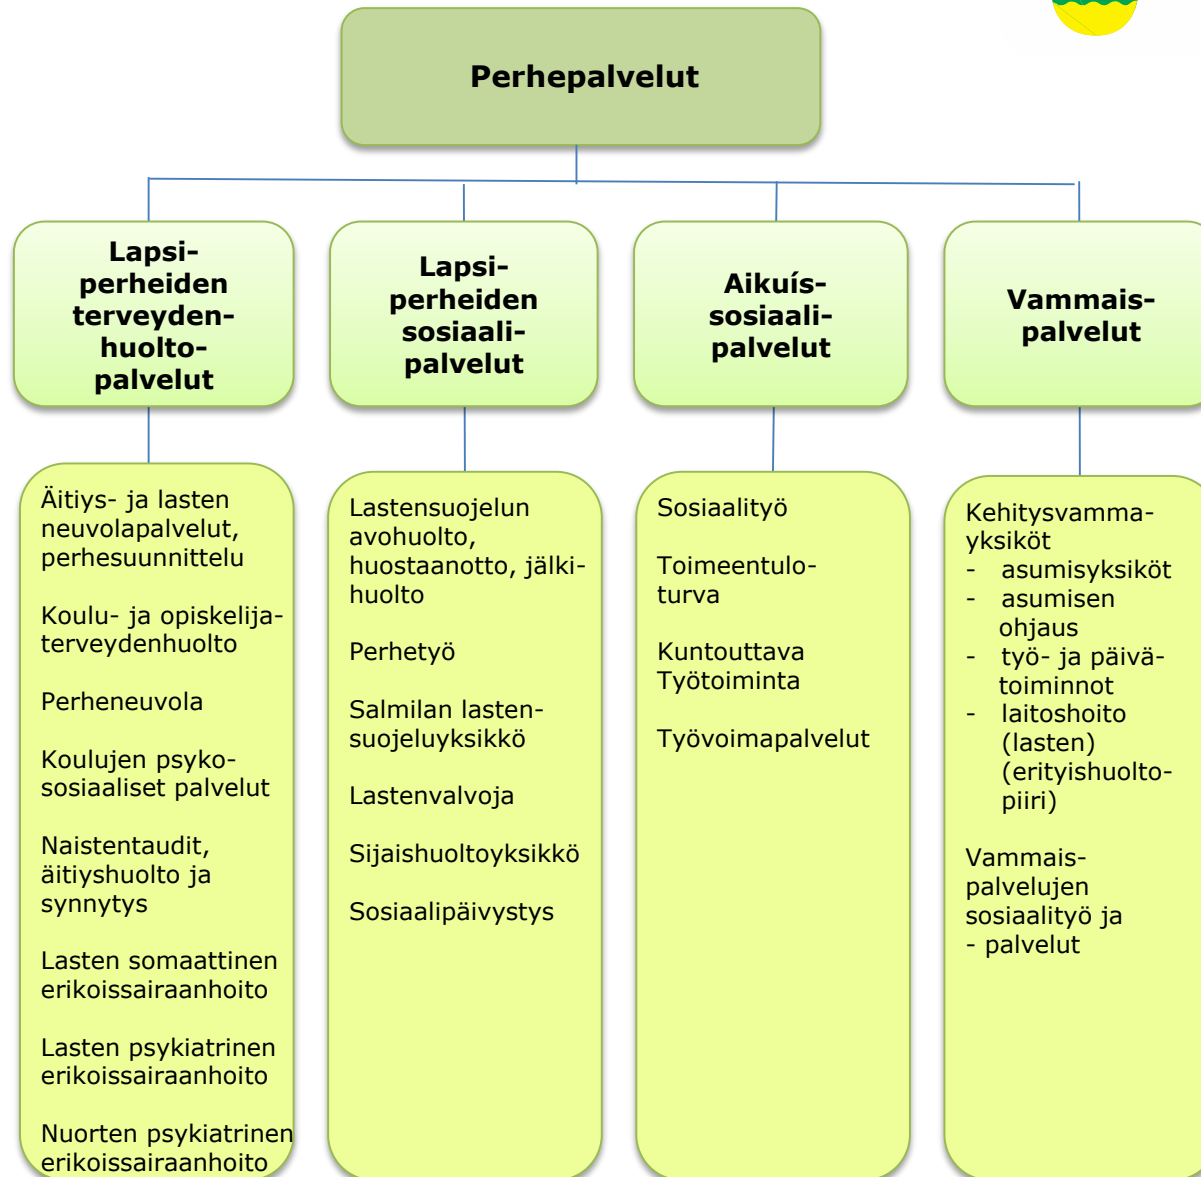 Perhepalvelut
Lapsi-
perheiden
terveyden-
huolto-
palvelut
Lapsi-
perheiden
sosiaali-
palvelut
Aikuís-
sosiaali-
palvelut
Vammais-
palvelut
Äitiys- ja lasten
neuvolapalvelut,
perhesuunnittelu
Koulu- ja opiskelija-
terveydenhuolto
Perheneuvola
Koulujen psyko-
sosiaaliset palvelut
Naistentaudit,
äitiyshuolto ja
synnytys
Lasten somaattinen
erikoissairaanhoito
Lasten psykiatrinen
erikoissairaanhoito
Nuorten psykiatrinen
erikoissairaanhoito
Lastensuojelun
avohuolto,
huostaanotto, jälki-
huolto
Perhetyö
Salmilan lasten-
suojeluyksikkö
Lastenvalvoja
Sijaishuoltoyksikkö
Sosiaalipäivystys
Sosiaalityö
Toimeentulo-
turva
Kuntouttava
Työtoiminta
Työvoimapalvelut
Kehitysvamma-
yksiköt
- asumisyksiköt
- asumisen
ohjaus
- työ- ja päivä-
toiminnot
- laitoshoito
(lasten)
(erityishuolto-
piiri)
Vammais-
palvelujen
sosiaalityö ja
- palvelut